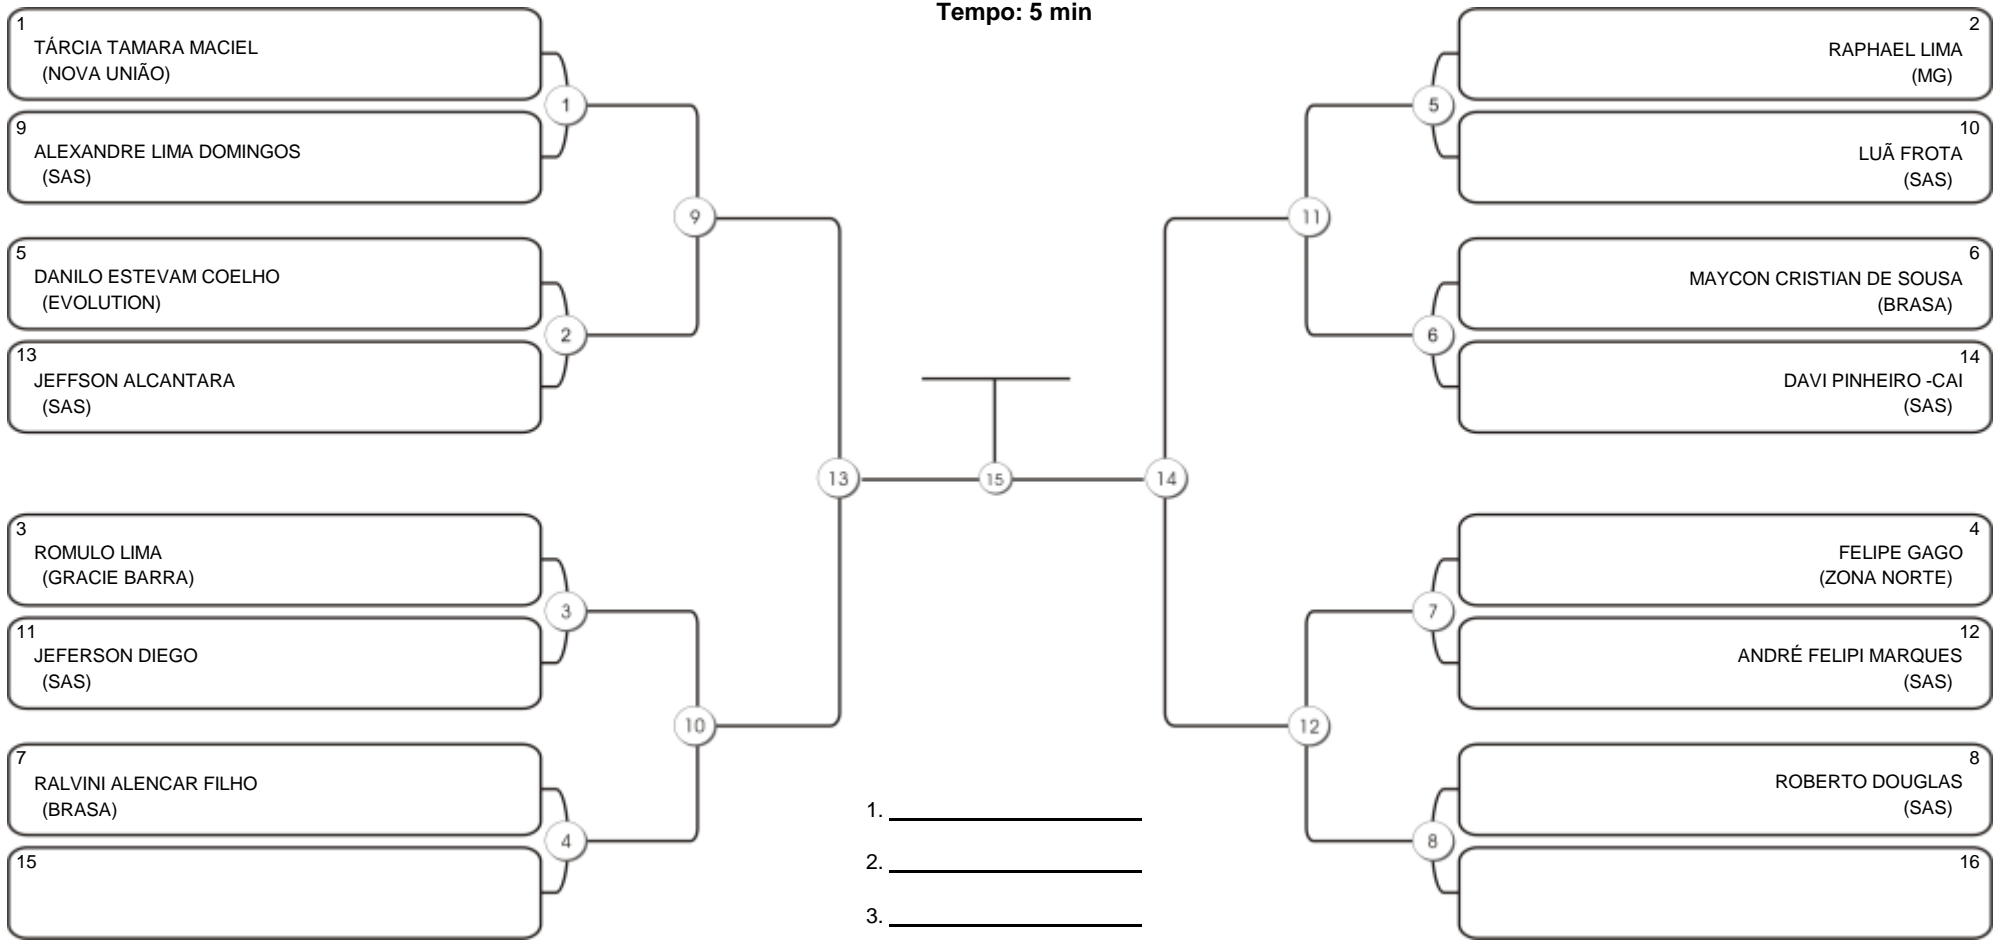 Tempo: 5 min
1
TÁRCIA TAMARA MACIEL
(NOVA UNIÃO)
9
ALEXANDRE LIMA DOMINGOS
(SAS)
5
DANILO ESTEVAM COELHO
(EVOLUTION)
13
JEFFSON ALCANTARA
(SAS)
3
ROMULO LIMA
(GRACIE BARRA)
11
JEFERSON DIEGO
(SAS)
7
RALVINI ALENCAR FILHO
(BRASA)
15
1
2
3
4
9
10
13
15
14
11
12
5
6
7
8
2
RAPHAEL LIMA
(MG)
10
LUÃ FROTA
(SAS)
6
MAYCON CRISTIAN DE SOUSA
(BRASA)
14
DAVI PINHEIRO -CAI
(SAS)
4
FELIPE GAGO
(ZONA NORTE)
12
ANDRÉ FELIPI MARQUES
(SAS)
8
ROBERTO DOUGLAS
(SAS)
16
1.
2.
3.